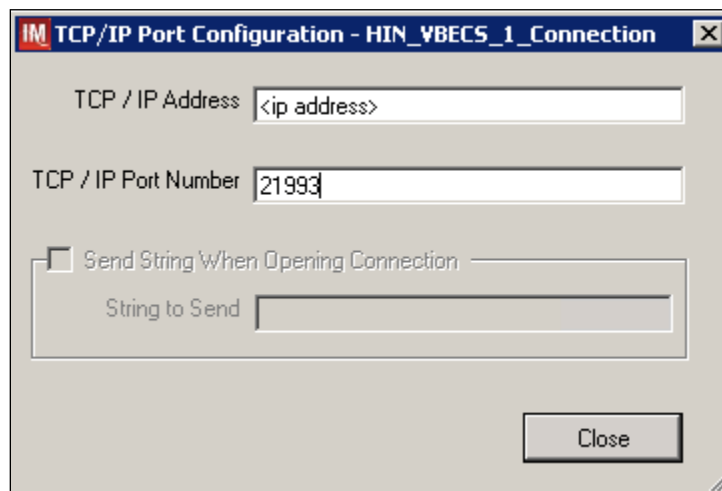 IM TCP/IP Port Configuration - HIN_VBECS_1_Connection
TCP / IP Address <ip address>
TCP / IP Port Number 21993
Send String When Opening Connection
String to Send
Close